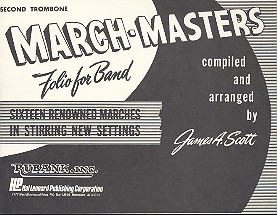 SECOND TROMBONE
MARCH-MASTERS
Folio for Band
compiled
and
arranged
by
James A. Scott
SIXTEEN RENOWNED MARCHES
IN STIRRING NEW SETTINGS
RUBANK, INC.
Hal Leonard Publishing Corporation